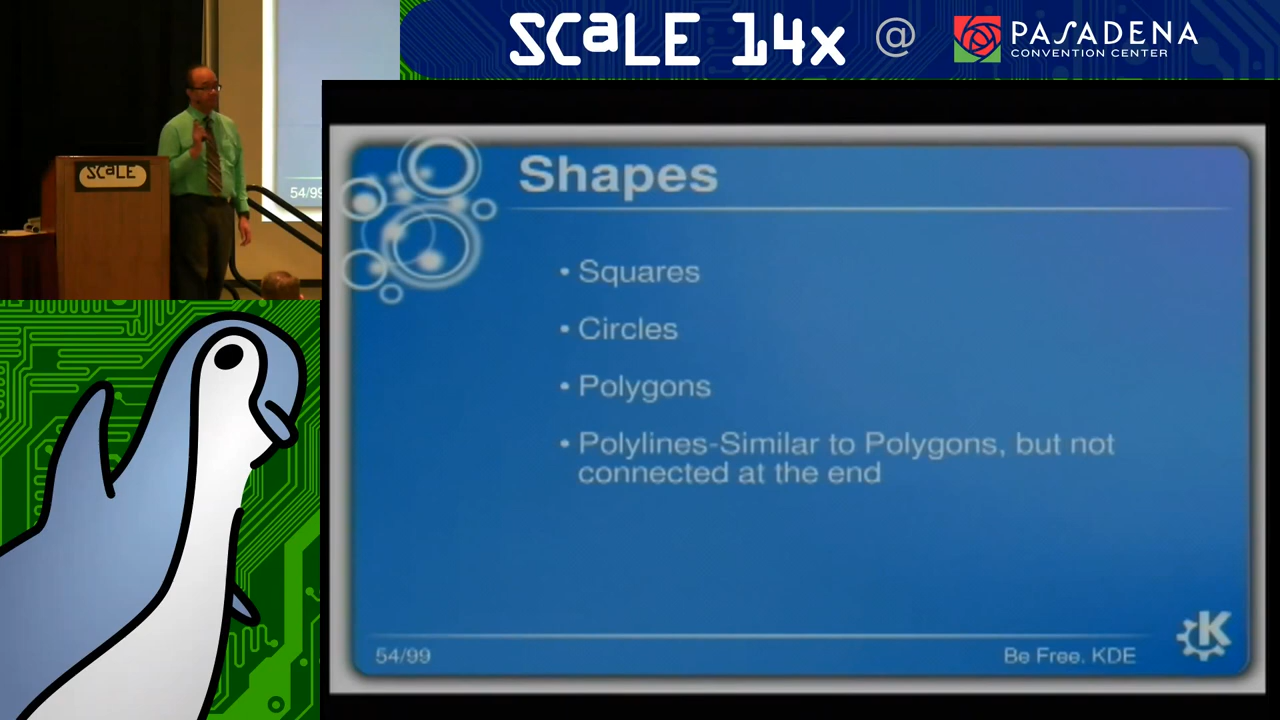 SCaLE 14x @ PASADENA
CONVENTION CENTER
SCaLE
54/99
Shapes
• Squares
• Circles
• Polygons
• Polylines-Similar to Polygons, but not
connected at the end
54/99
Be Free. KDE
K